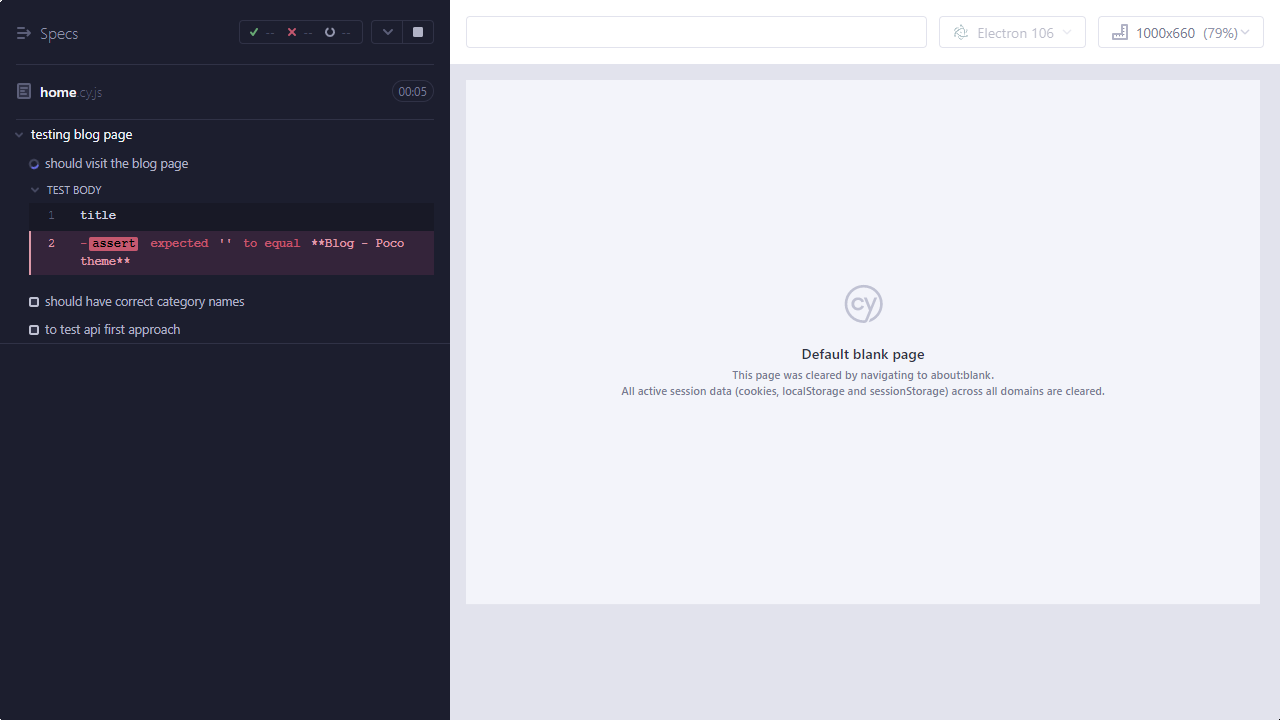 Specs
--
--
--
Electron 106
1000x660 (79%)
home.cy.js
00:05
testing blog page
should visit the blog page
TEST BODY
1 title
2 -assert expected '' to equal **Blog - Poco
theme**
should have correct category names
to test api first approach
cy
Default blank page
This page was cleared by navigating to about:blank.
All active session data (cookies, localStorage and sessionStorage) across all domains are cleared.